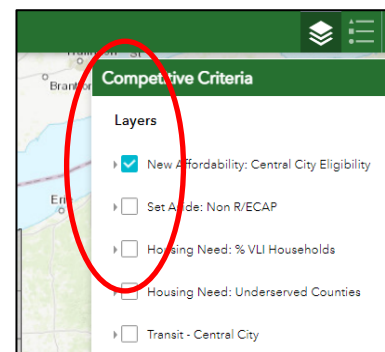 Competitive Criteria
Layers
New Affordability: Central City Eligibility
Set Aside: Non R/ECAP
Housing Need: % VLI Households
Housing Need: Underserved Counties
Transit - Central City